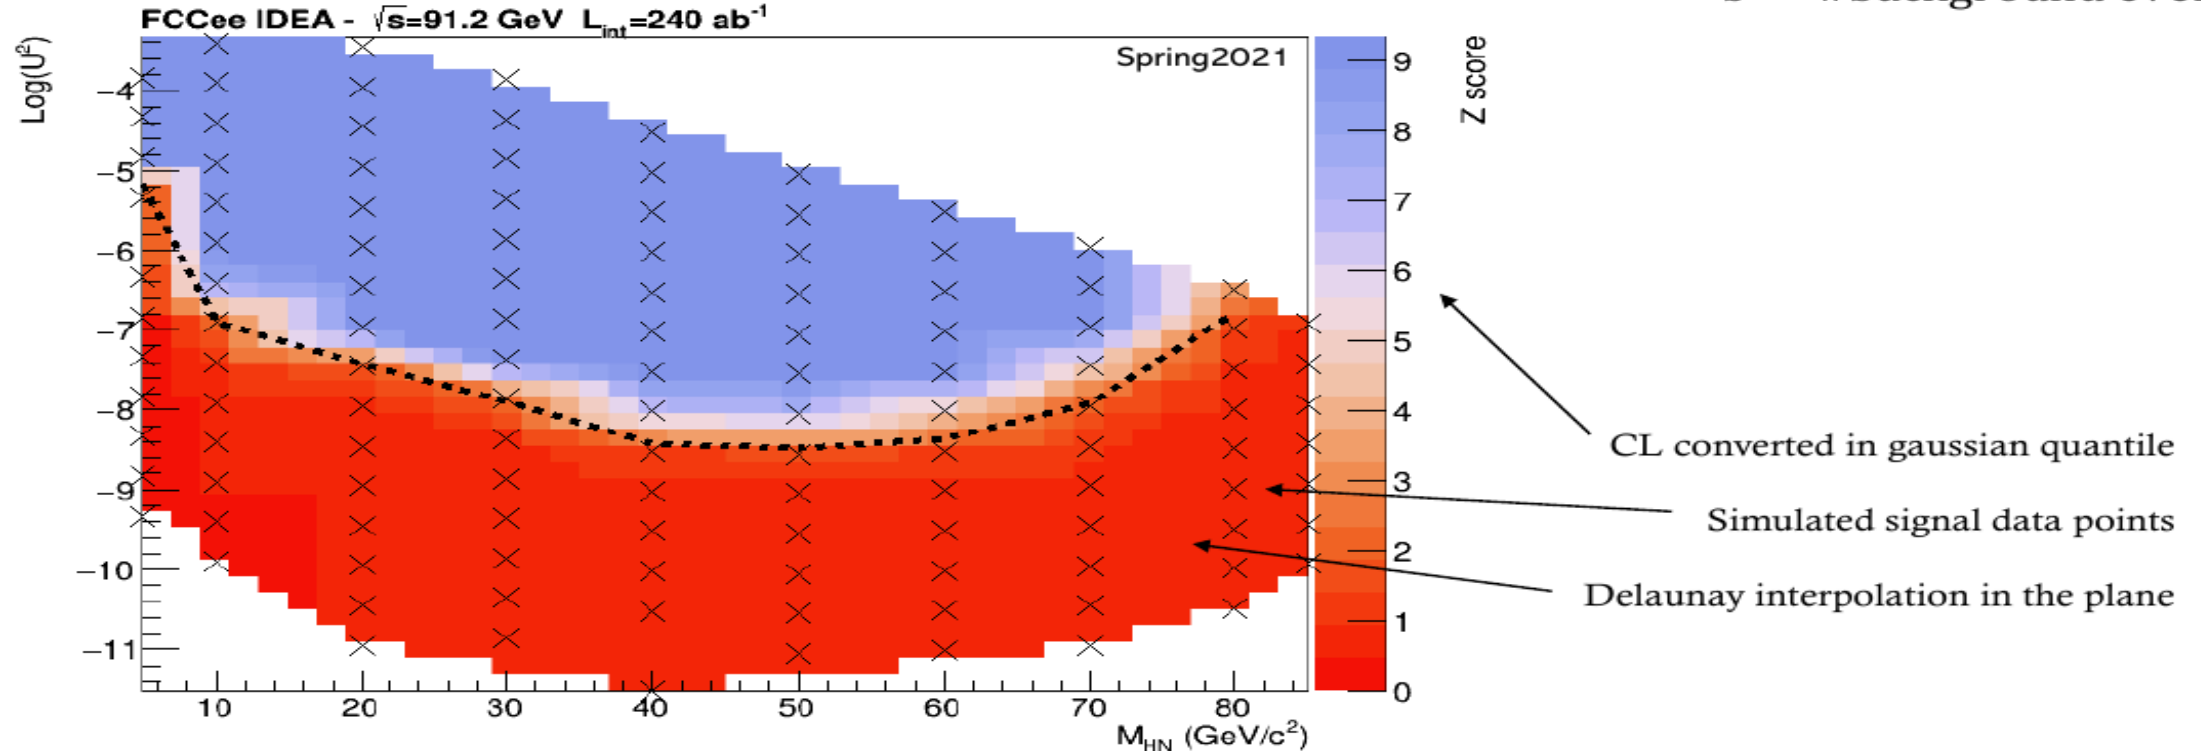 FCCee IDEA - √s=91.2 GeV L_int=240 ab⁻¹
Spring2021
Log(U²)
−4
−5
−6
−7
−8
−9
−10
−11
10 20 30 40 50 60 70 80
M_HN (GeV/c²)
9
8
7
6
5
4
3
2
1
0
Z score
CL converted in gaussian quantile
Simulated signal data points
Delaunay interpolation in the plane